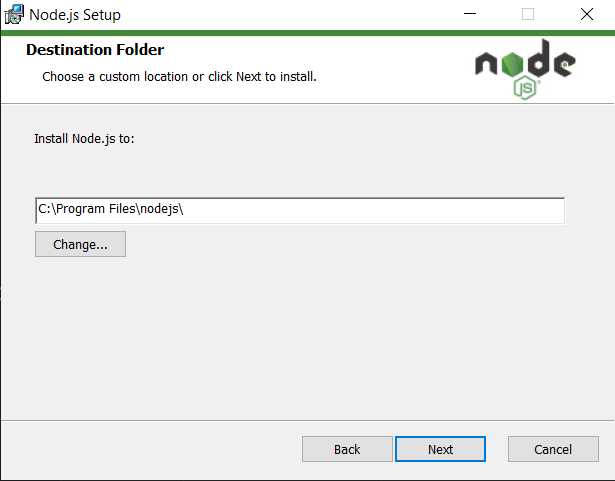 Node.js Setup
Destination Folder
Choose a custom location or click Next to install.
node
JS
Install Node.js to:
C:\Program Files\nodejs\
Change...
Back
Next
Cancel